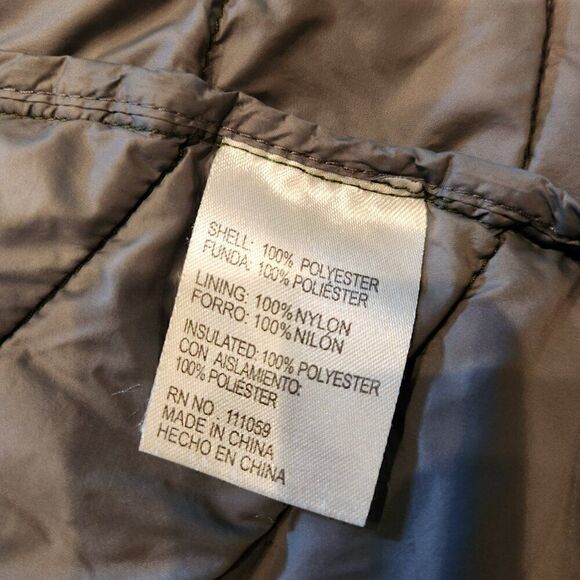 SHELL: 100% POLYESTER
FUNDA: 100% POLIÉSTER
LINING: 100% NYLON
FORRO: 100% NILÓN
INSULATED: 100% POLYESTER
CON AISLAMIENTO:
100% POLIÉSTER
RN NO. 111059
MADE IN CHINA
HECHO EN CHINA